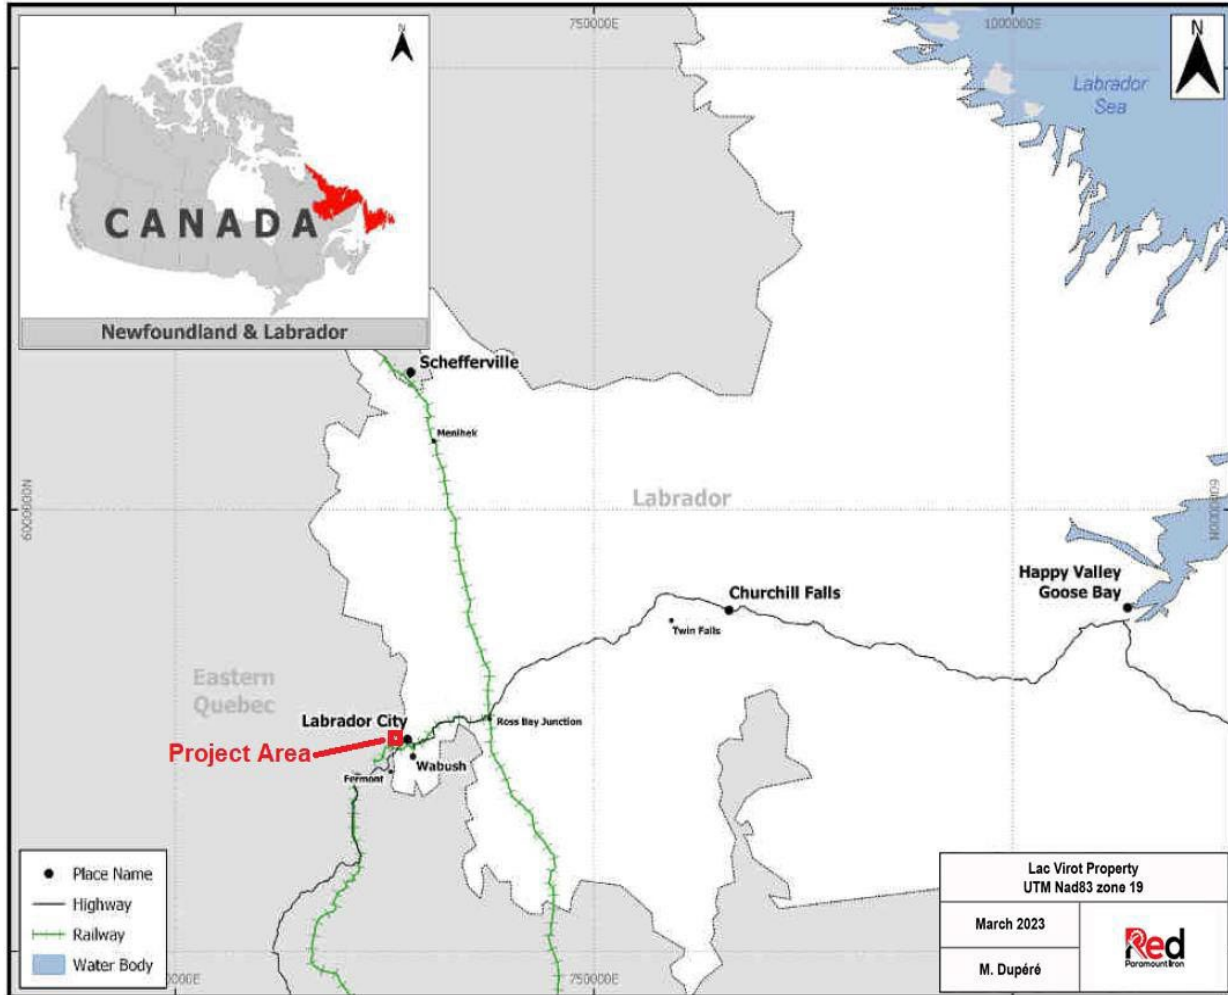 N
CANADA
Newfoundland & Labrador
750000E
1000000E
N
Labrador
Sea
Schefferville
Menihek
Labrador
6000000N
6000000N
Happy Valley
Goose Bay
Churchill Falls
Twin Falls
Eastern
Quebec
Labrador City
Ross Bay Junction
Project Area
Wabush
Fermont
Place Name
Highway
Railway
Water Body
750000E
Lac Virot Property
UTM Nad83 zone 19
March 2023
M. Dupéré
Red
Paramount Iron